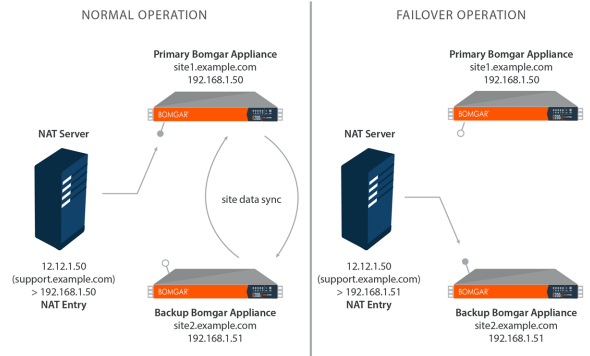 NORMAL OPERATION
Primary Bomgar Appliance
site1.example.com
192.168.1.50
BOMGAR
NAT Server
site data sync
12.12.1.50
(support.example.com)
> 192.168.1.50
NAT Entry
BOMGAR
Backup Bomgar Appliance
site2.example.com
192.168.1.51
FAILOVER OPERATION
Primary Bomgar Appliance
site1.example.com
192.168.1.50
BOMGAR
NAT Server
12.12.1.50
(support.example.com)
> 192.168.1.51
NAT Entry
BOMGAR
Backup Bomgar Appliance
site2.example.com
192.168.1.51